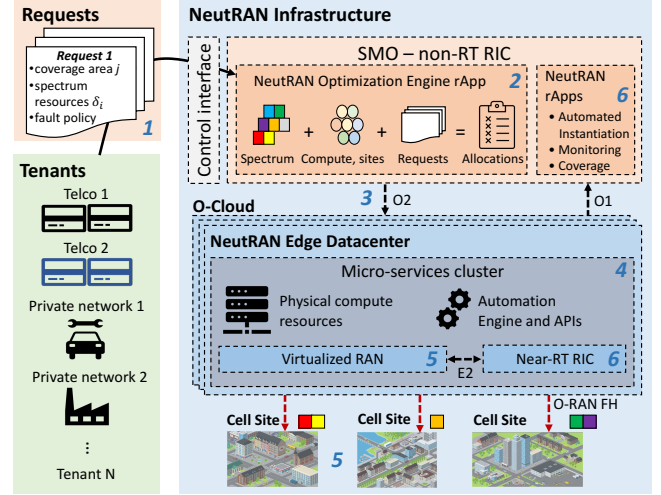 Requests
Request 1
•coverage area j
•spectrum
resources δi
•fault policy
1
Tenants
Telco 1
Telco 2
Private network 1
Private network 2
⋮
Tenant N
NeutRAN Infrastructure
Control interface
SMO – non-RT RIC
NeutRAN Optimization Engine rApp
2
+
+
=
Spectrum
Compute, sites
Requests
Allocations
NeutRAN
rApps
6
• Automated
Instantiation
• Monitoring
• Coverage
3
O2
O1
O-Cloud
NeutRAN Edge Datacenter
Micro-services cluster
4
Physical compute
resources
Automation
Engine and APIs
Virtualized RAN
5
E2
Near-RT RIC
6
O-RAN FH
Cell Site
Cell Site
Cell Site
5